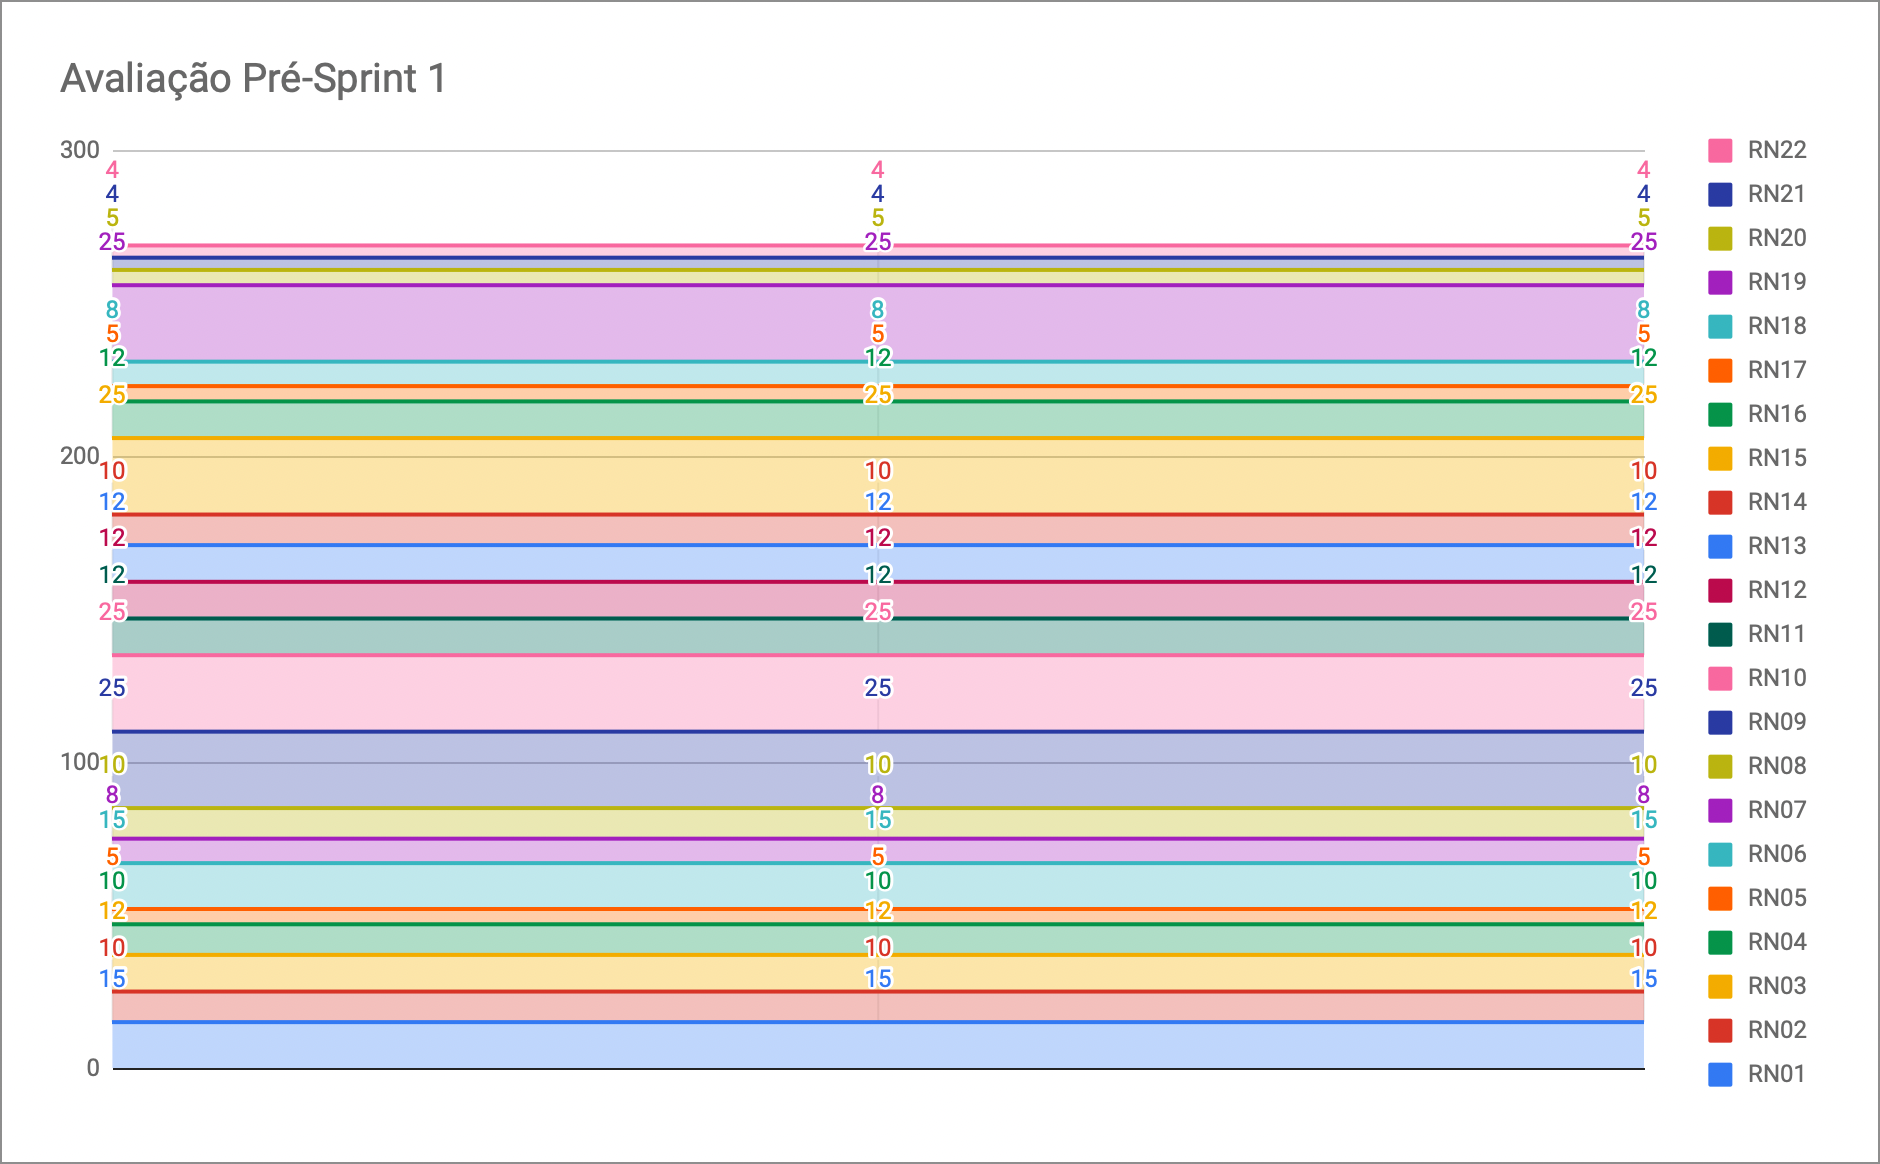 Avaliação Pré-Sprint 1
300
4 4 4
4 4 4
5 5 5
25 25 25
8 8 8
5 5 5
12 12 12
25 25 25
200
10 10 10
12 12 12
12 12 12
12 12 12
25 25 25
25 25 25
100
10 10 10
8 8 8
15 15 15
5 5 5
10 10 10
12 12 12
10 10 10
15 15 15
0
RN22
RN21
RN20
RN19
RN18
RN17
RN16
RN15
RN14
RN13
RN12
RN11
RN10
RN09
RN08
RN07
RN06
RN05
RN04
RN03
RN02
RN01